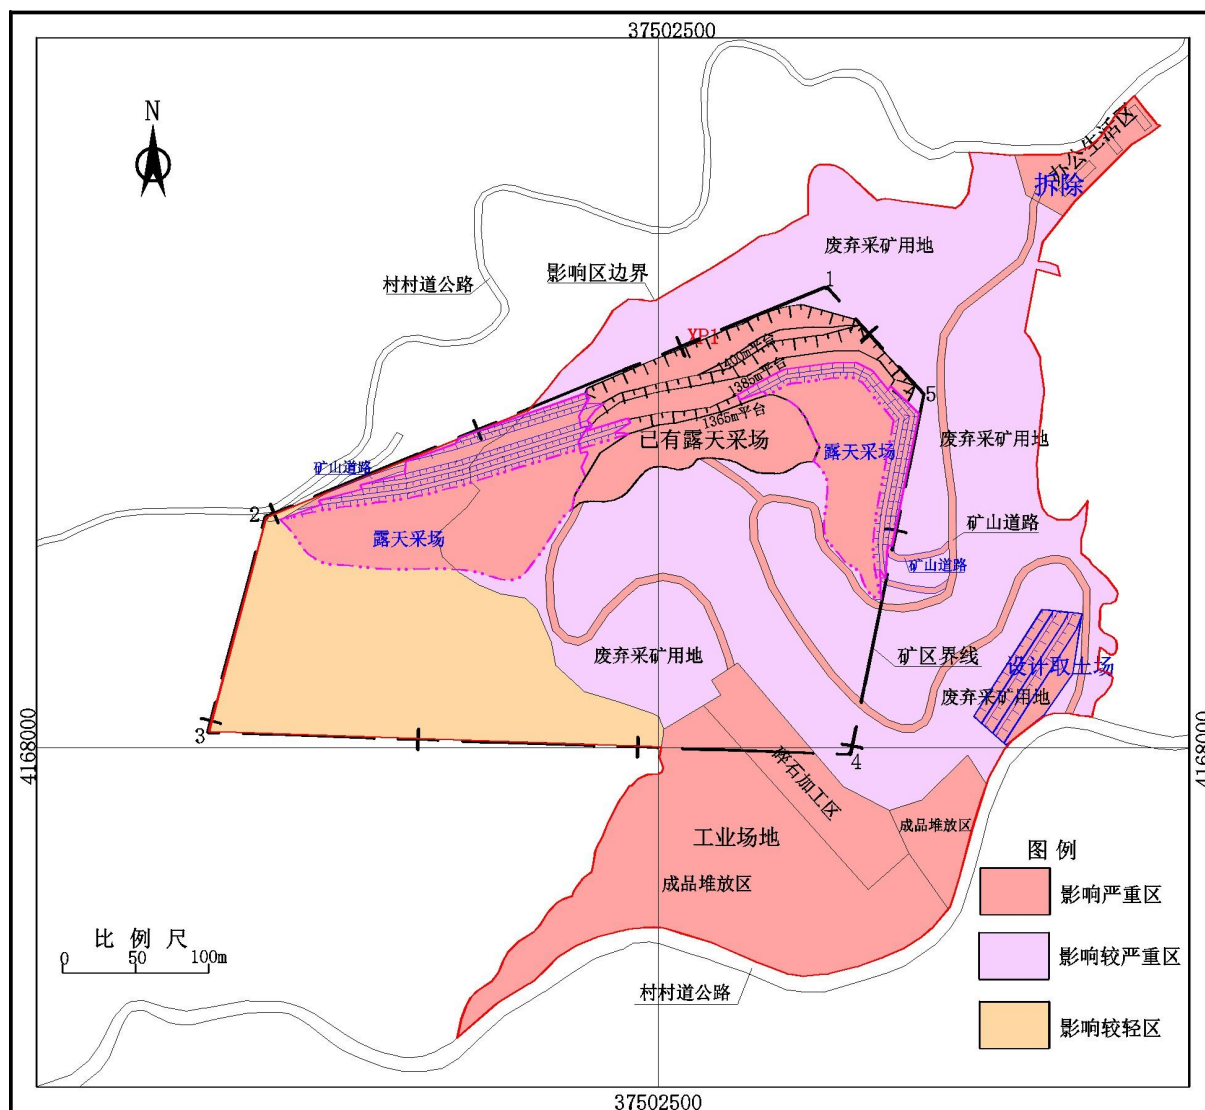 37502500
N
办公生活区
拆除
废弃采矿用地
影响区边界
村村道公路
1
XP1
1400m平台
1385m平台
1365m平台
5
已有露天采场
露天采场
废弃采矿用地
矿山道路
2
露天采场
矿山道路
矿山道路
废弃采矿用地
矿区界线
设计取土场
废弃采矿用地
3
4
4168000
4168000
碎石加工区
工业场地
成品堆放区
成品堆放区
图例
影响严重区
影响较严重区
影响较轻区
比例尺
0 50 100m
村村道公路
37502500